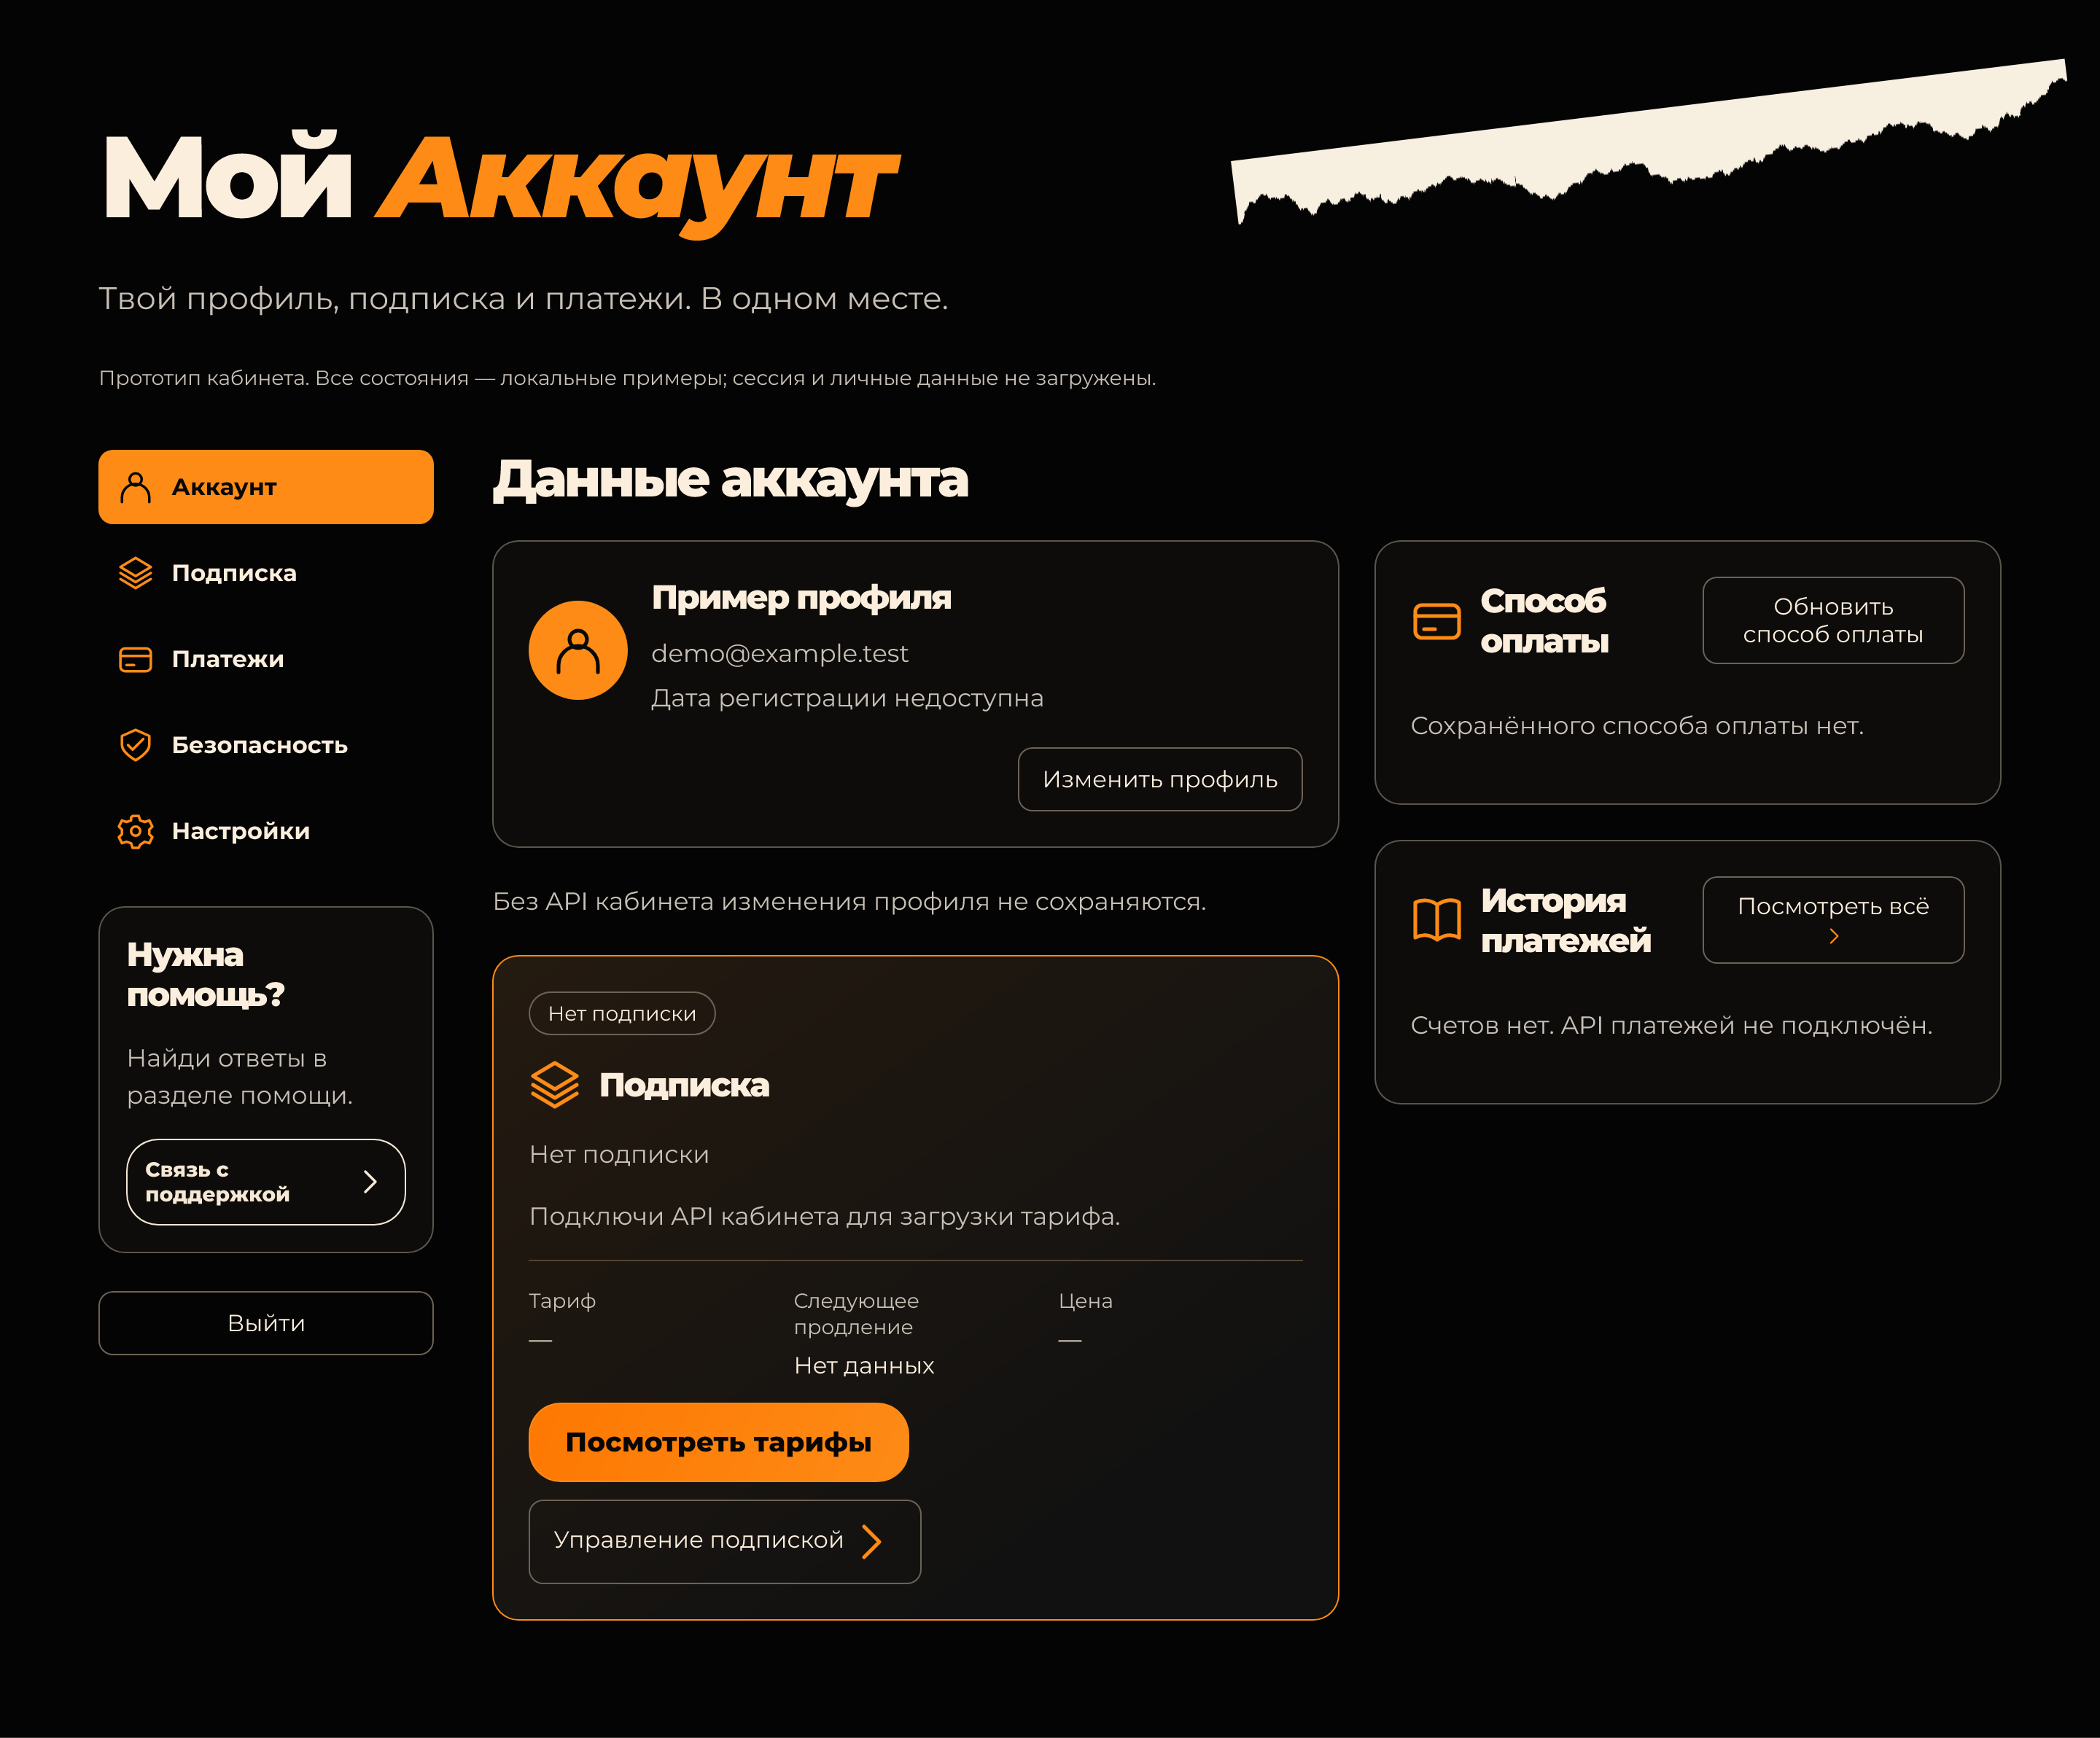 Мой Аккаунт
Твой профиль, подписка и платежи. В одном месте.
Прототип кабинета. Все состояния — локальные примеры; сессия и личные данные не загружены.
Аккаунт
Подписка
Платежи
Безопасность
Настройки
Нужна
помощь?
Найди ответы в
разделе помощи.
Связь с
поддержкой
Выйти
Данные аккаунта
Пример профиля
demo@example.test
Дата регистрации недоступна
Изменить профиль
Без API кабинета изменения профиля не сохраняются.
Нет подписки
Подписка
Нет подписки
Подключи API кабинета для загрузки тарифа.
Тариф
—
Следующее
продление
Нет данных
Цена
—
Посмотреть тарифы
Управление подпиской
Способ
оплаты
Обновить
способ оплаты
Сохранённого способа оплаты нет.
История
платежей
Посмотреть всё
Счетов нет. API платежей не подключён.